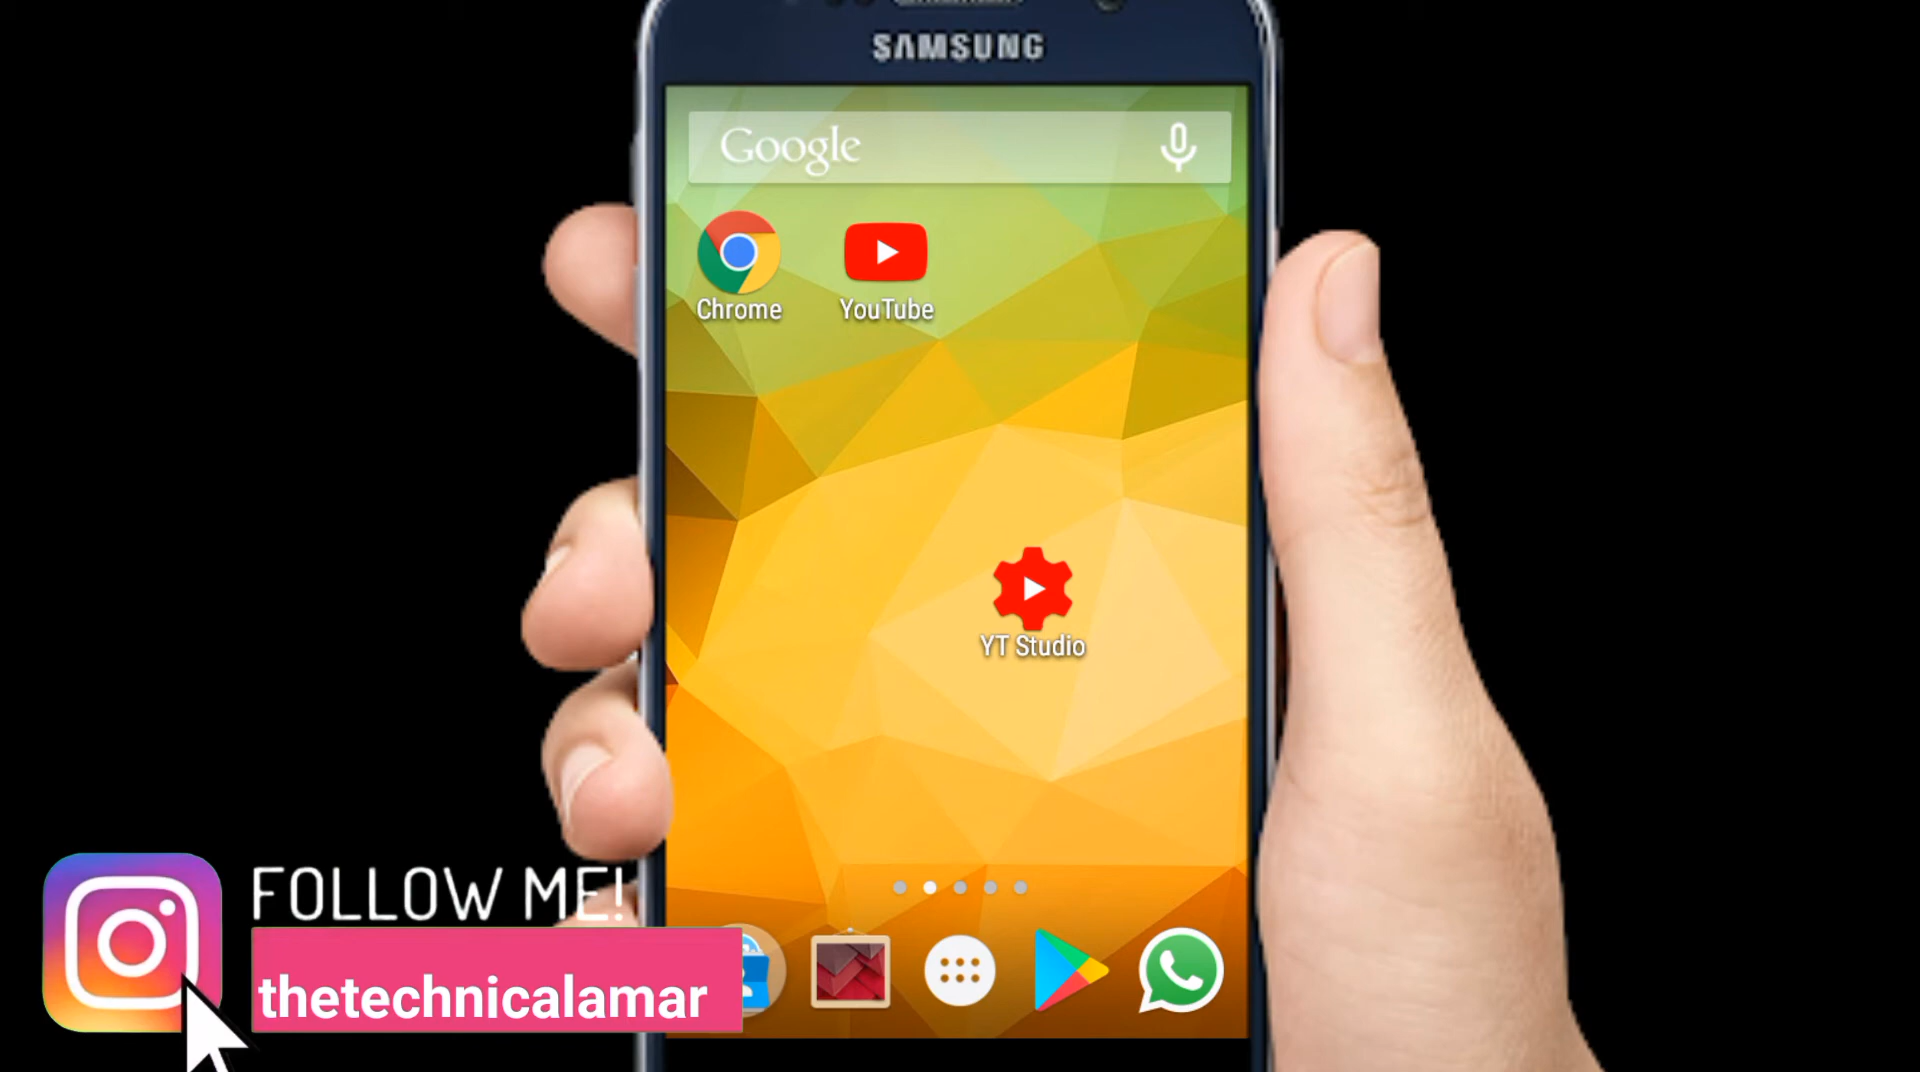 SAMSUNG
Google
Chrome
YouTube
YT Studio
FOLLOW ME!
thetechnicalamar